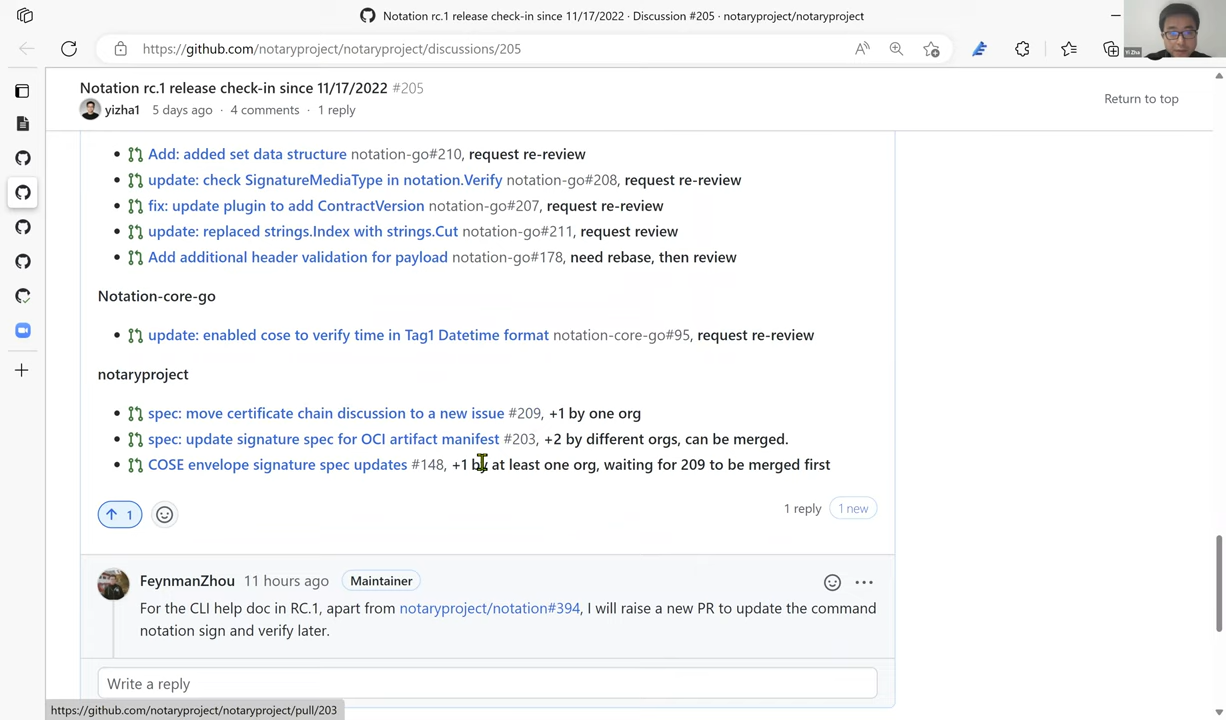 Notation rc.1 release check-in since 11/17/2022 · Discussion #205 · notaryproject/notaryproject
https://github.com/notaryproject/notaryproject/discussions/205
Yi Zha
Notation rc.1 release check-in since 11/17/2022 #205
yizha1 5 days ago · 4 comments · 1 reply
Return to top
Add: added set data structure notation-go#210, request re-review
update: check SignatureMediaType in notation.Verify notation-go#208, request re-review
fix: update plugin to add ContractVersion notation-go#207, request re-review
update: replaced strings.Index with strings.Cut notation-go#211, request review
Add additional header validation for payload notation-go#178, need rebase, then review
Notation-core-go
update: enabled cose to verify time in Tag1 Datetime format notation-core-go#95, request re-review
notaryproject
spec: move certificate chain discussion to a new issue #209, +1 by one org
spec: update signature spec for OCI artifact manifest #203, +2 by different orgs, can be merged.
COSE envelope signature spec updates #148, +1 by at least one org, waiting for 209 to be merged first
1
1 reply 1 new
FeynmanZhou 11 hours ago Maintainer
For the CLI help doc in RC.1, apart from notaryproject/notation#394, I will raise a new PR to update the command
notation sign and verify later.
Write a reply
https://github.com/notaryproject/notaryproject/pull/203